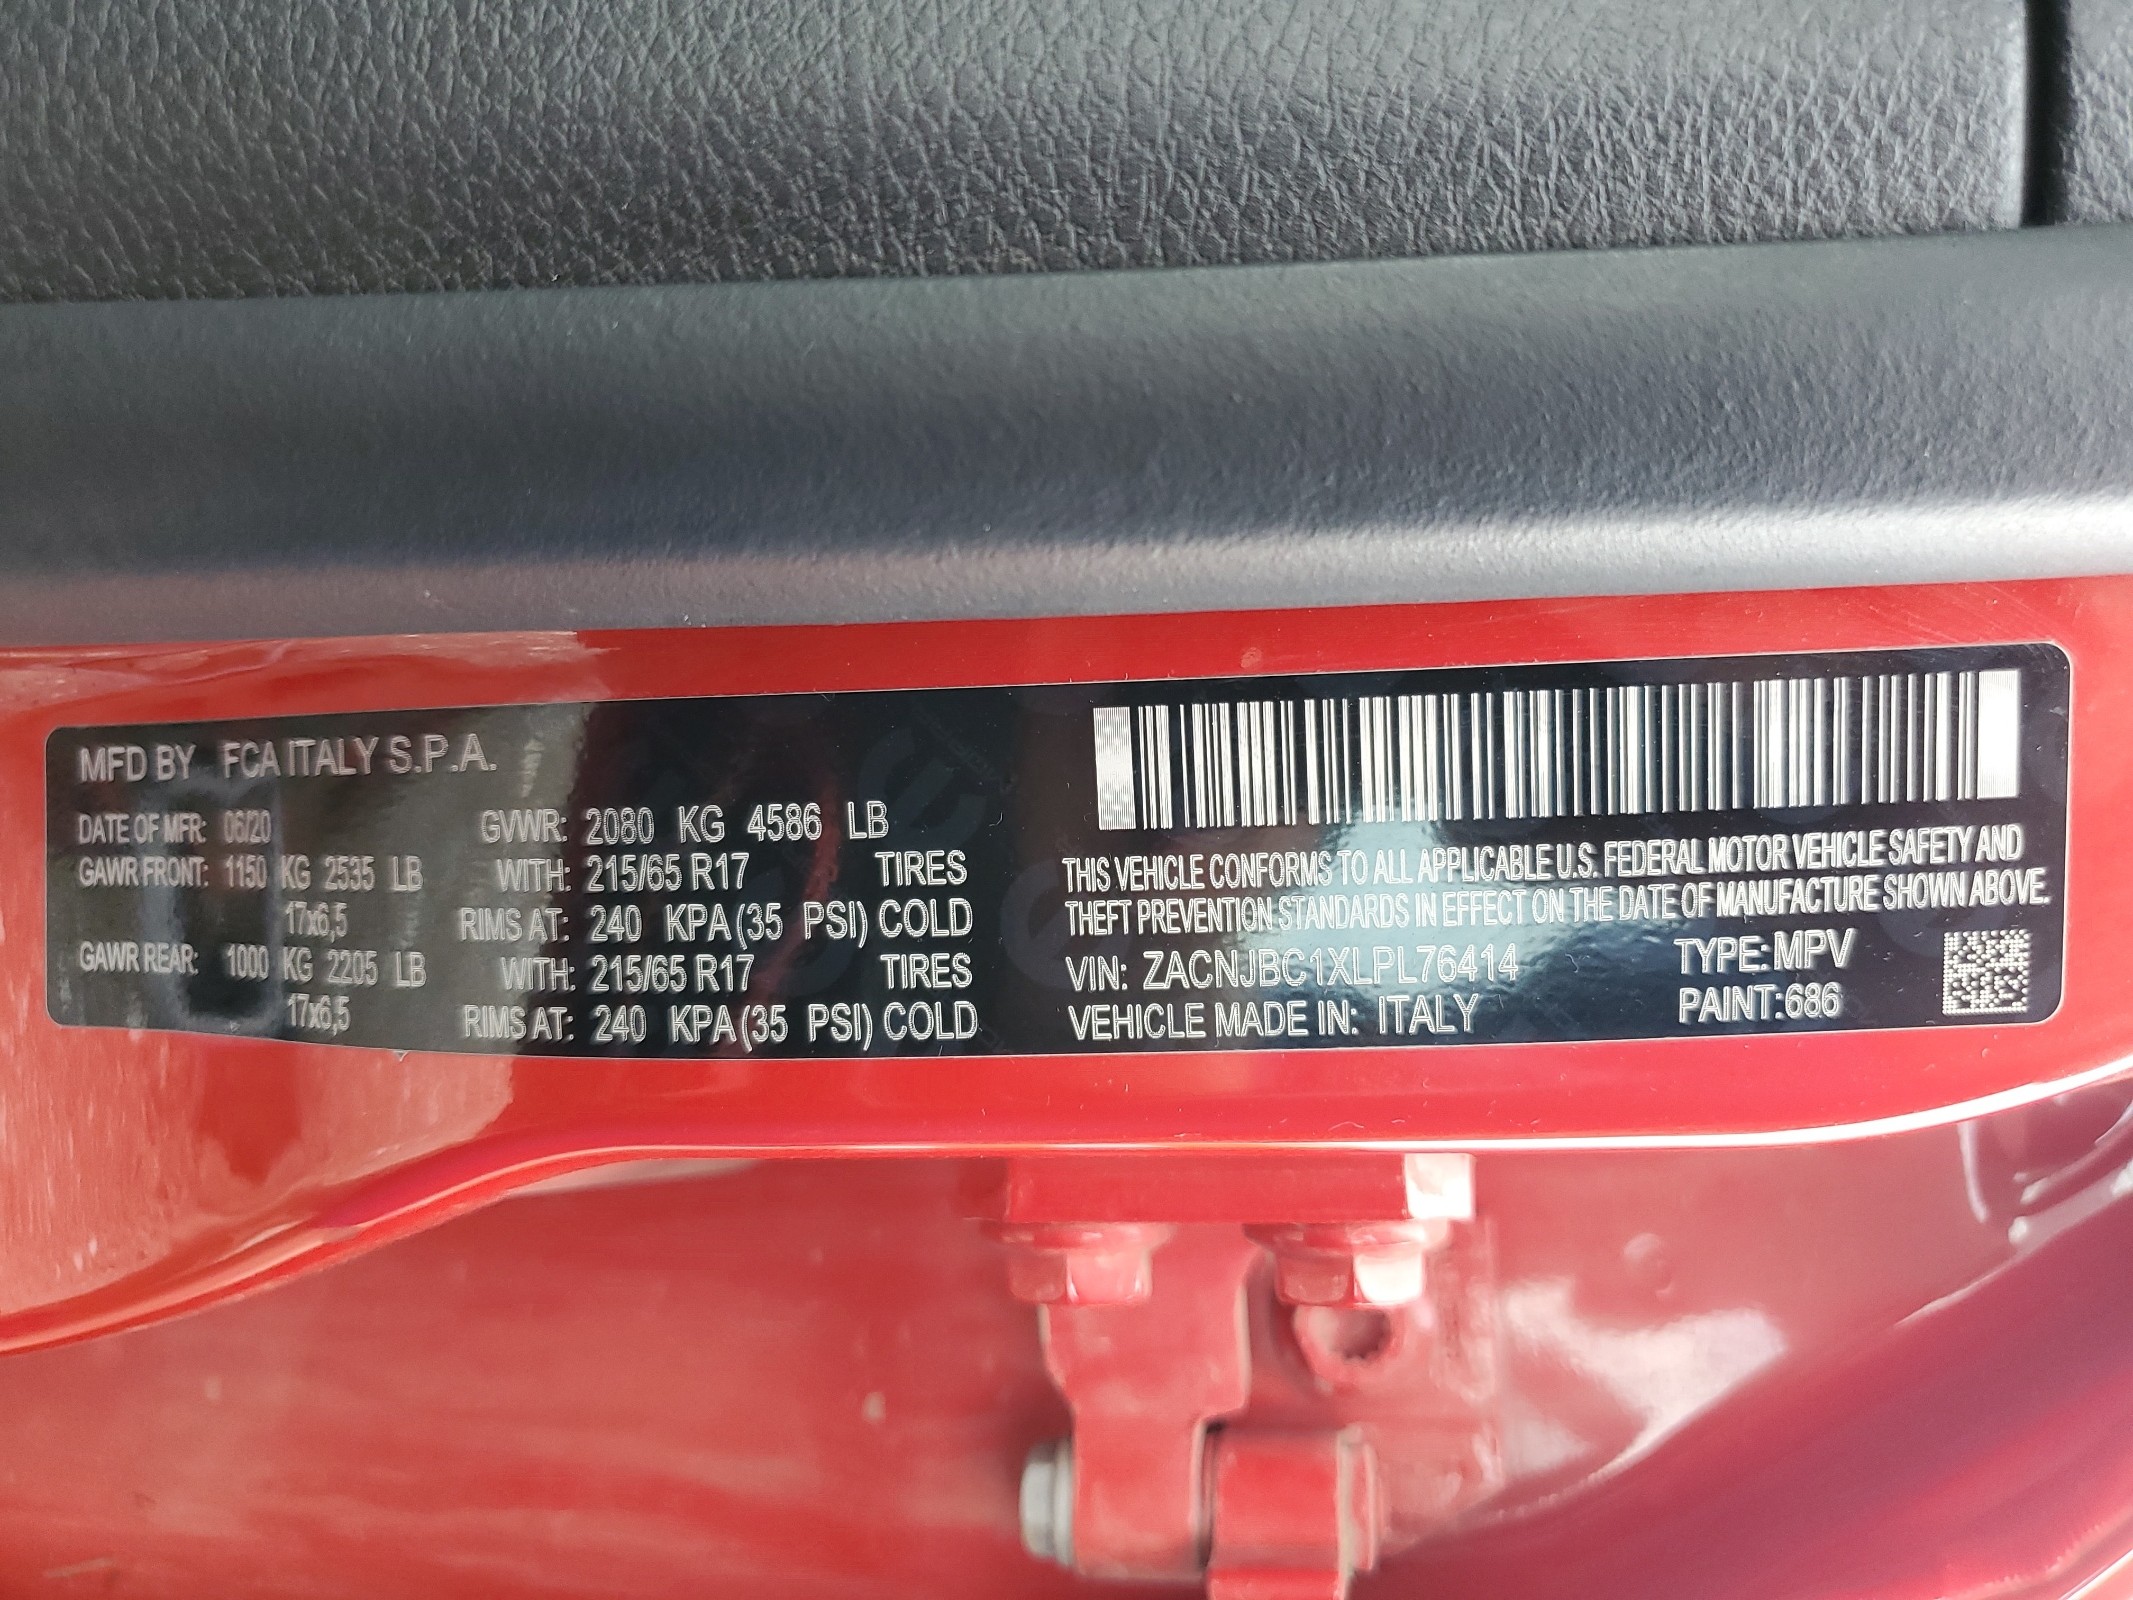 MFD BY FCA ITALY S.P.A.
DATE OF MFR: 06/20 GVWR: 2080 KG 4586 LB
GAWR FRONT: 1150 KG 2535 LB WITH: 215/65 R17 TIRES
17x6,5 RIMS AT: 240 KPA (35 PSI) COLD
GAWR REAR: 1000 KG 2205 LB WITH: 215/65 R17 TIRES
17x6,5 RIMS AT: 240 KPA (35 PSI) COLD
THIS VEHICLE CONFORMS TO ALL APPLICABLE U.S. FEDERAL MOTOR VEHICLE SAFETY AND
THEFT PREVENTION STANDARDS IN EFFECT ON THE DATE OF MANUFACTURE SHOWN ABOVE.
VIN: ZACNJBC1XLPL76414 TYPE: MPV
VEHICLE MADE IN: ITALY PAINT:686